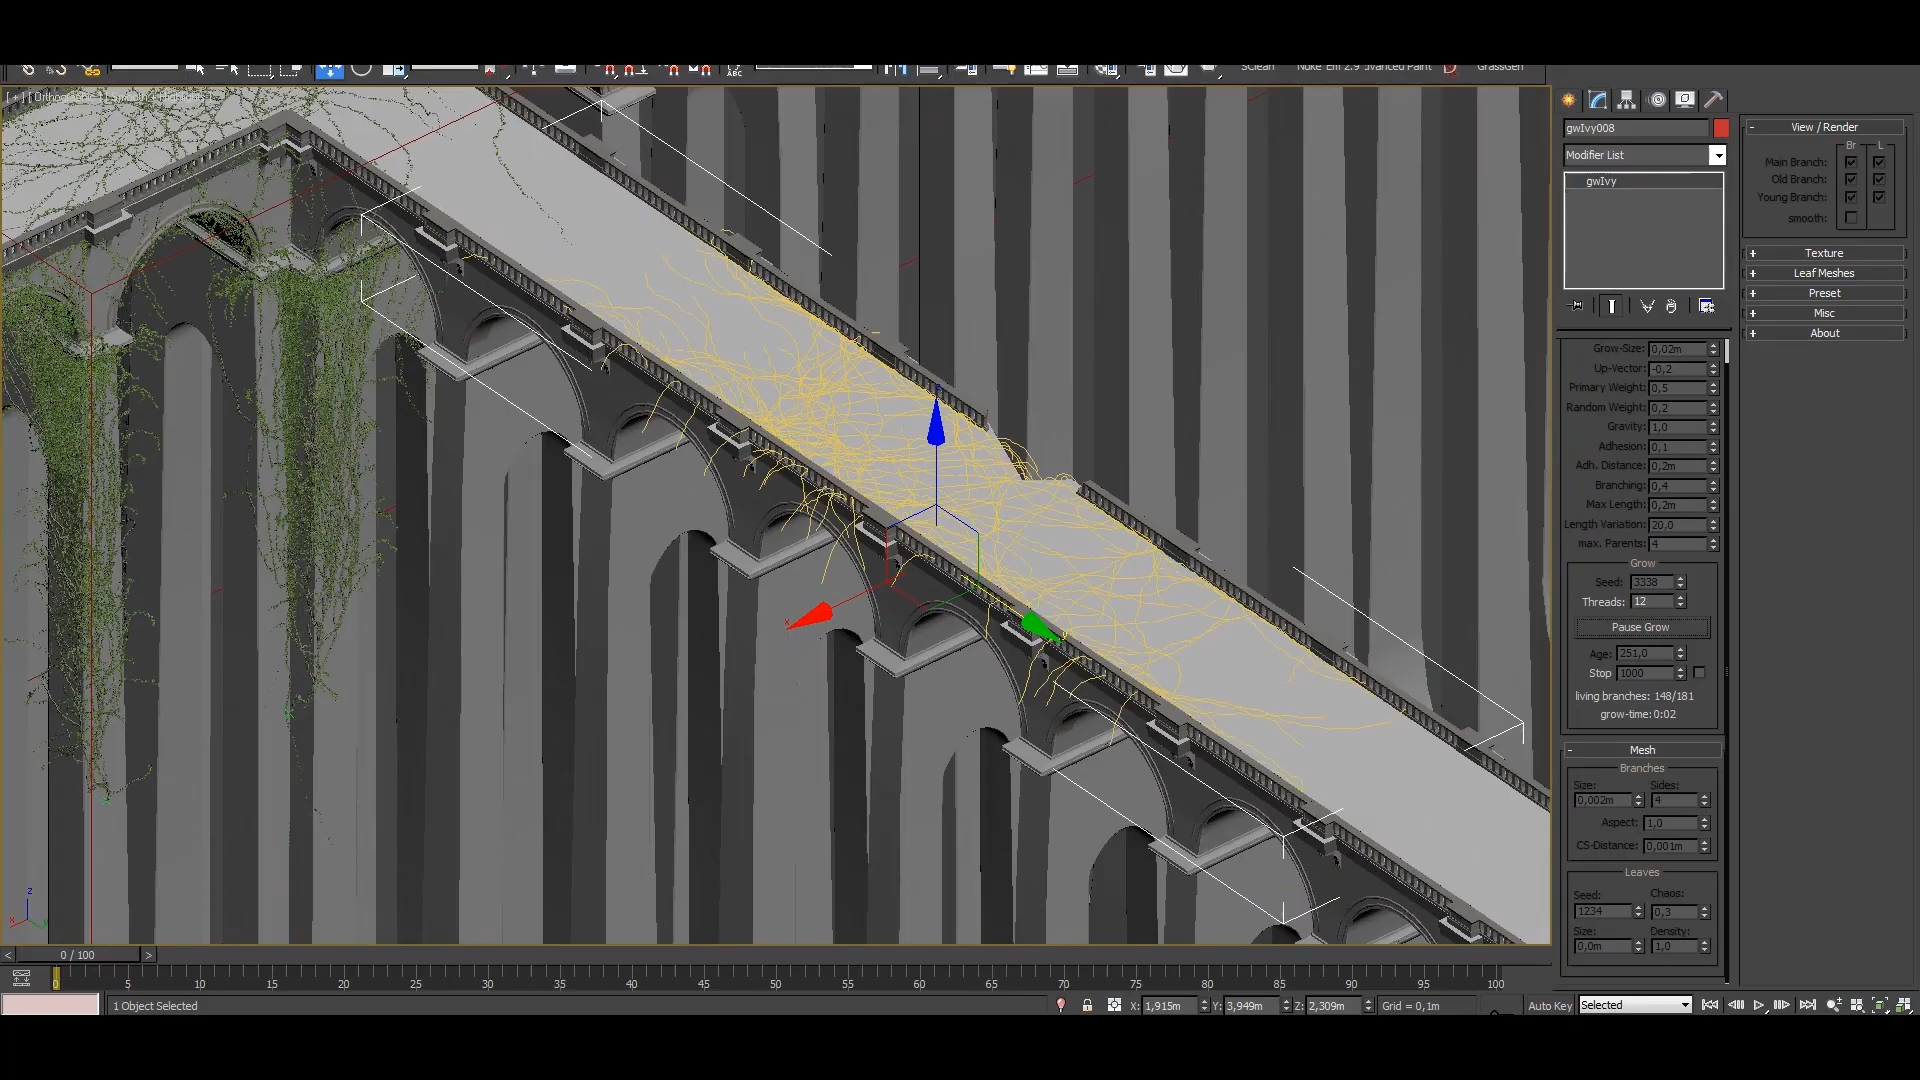 ABC
SClean
GrassGen
[ + ] [
gwIvy008
Modifier List
gwIvy
- View / Render
Br L
Main Branch:
Old Branch:
Young Branch:
smooth:
+ Texture
+ Leaf Meshes
+ Preset
+ Misc
+ About
Grow-Size: 0,02m
Up-Vector: -0,2
Primary Weight: 0,5
Random Weight: 0,2
Gravity: 1,0
Adhesion: 0,1
Adh. Distance: 0,2m
Branching: 0,4
Max Length: 0,2m
Length Variation: 20,0
max. Parents: 4
Grow
Seed: 3338
Threads: 12
Pause Grow
Age: 251,0
Stop 1000
living branches: 148/181
grow-time: 0:02
- Mesh
Branches
Size: Sides:
0,002m 4
Aspect: 1,0
CS-Distance: 0,001m
Leaves
Seed: Chaos:
1234 0,3
Size: Density:
0,0m 1,0
x
z
x
< 0 / 100 >
0 5 10 15 20 25 30 35 40 45 50 55 60 65 70 75 80 85 90 95 100
1 Object Selected X: 1,915m Y: 3,949m Z: 2,309m Grid = 0,1m Auto Key Selected